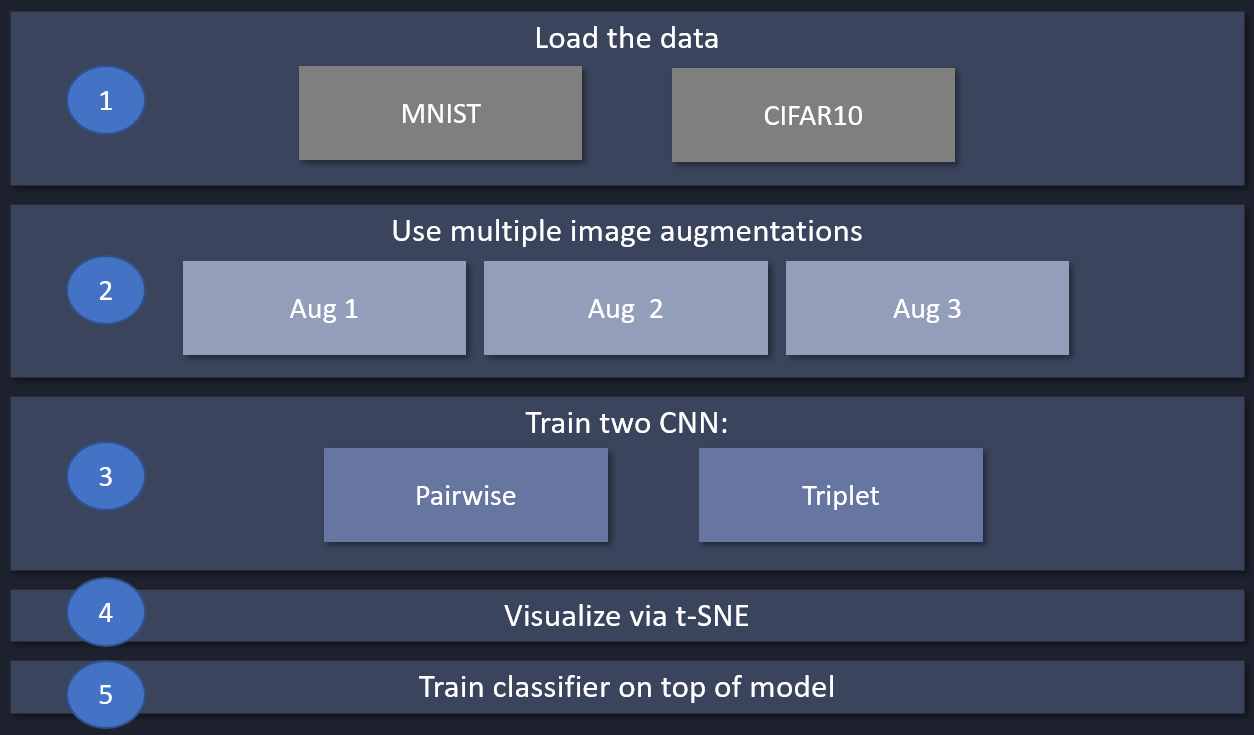 Load the data
1
MNIST
CIFAR10
Use multiple image augmentations
2
Aug 1
Aug  2
Aug 3
Train two CNN:
3
Pairwise
Triplet
4
Visualize via t-SNE
5
Train classifier on top of model